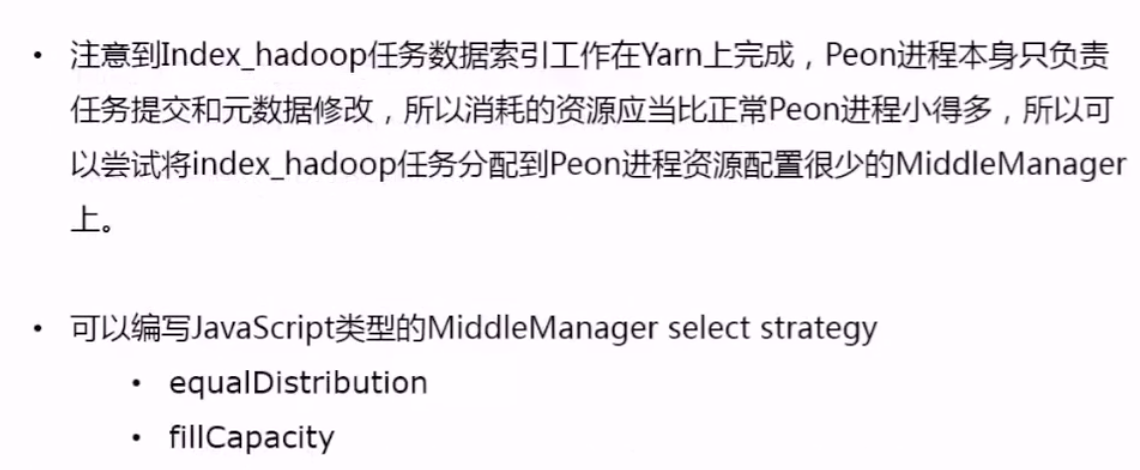 • 注意到Index_hadoop任务数据索引工作在Yarn上完成，Peon进程本身只负责
任务提交和元数据修改，所以消耗的资源应当比正常Peon进程小得多，所以可
以尝试将index_hadoop任务分配到Peon进程资源配置很少的MiddleManager
上。
• 可以编写JavaScript类型的MiddleManager select strategy
• equalDistribution
• fillCapacity